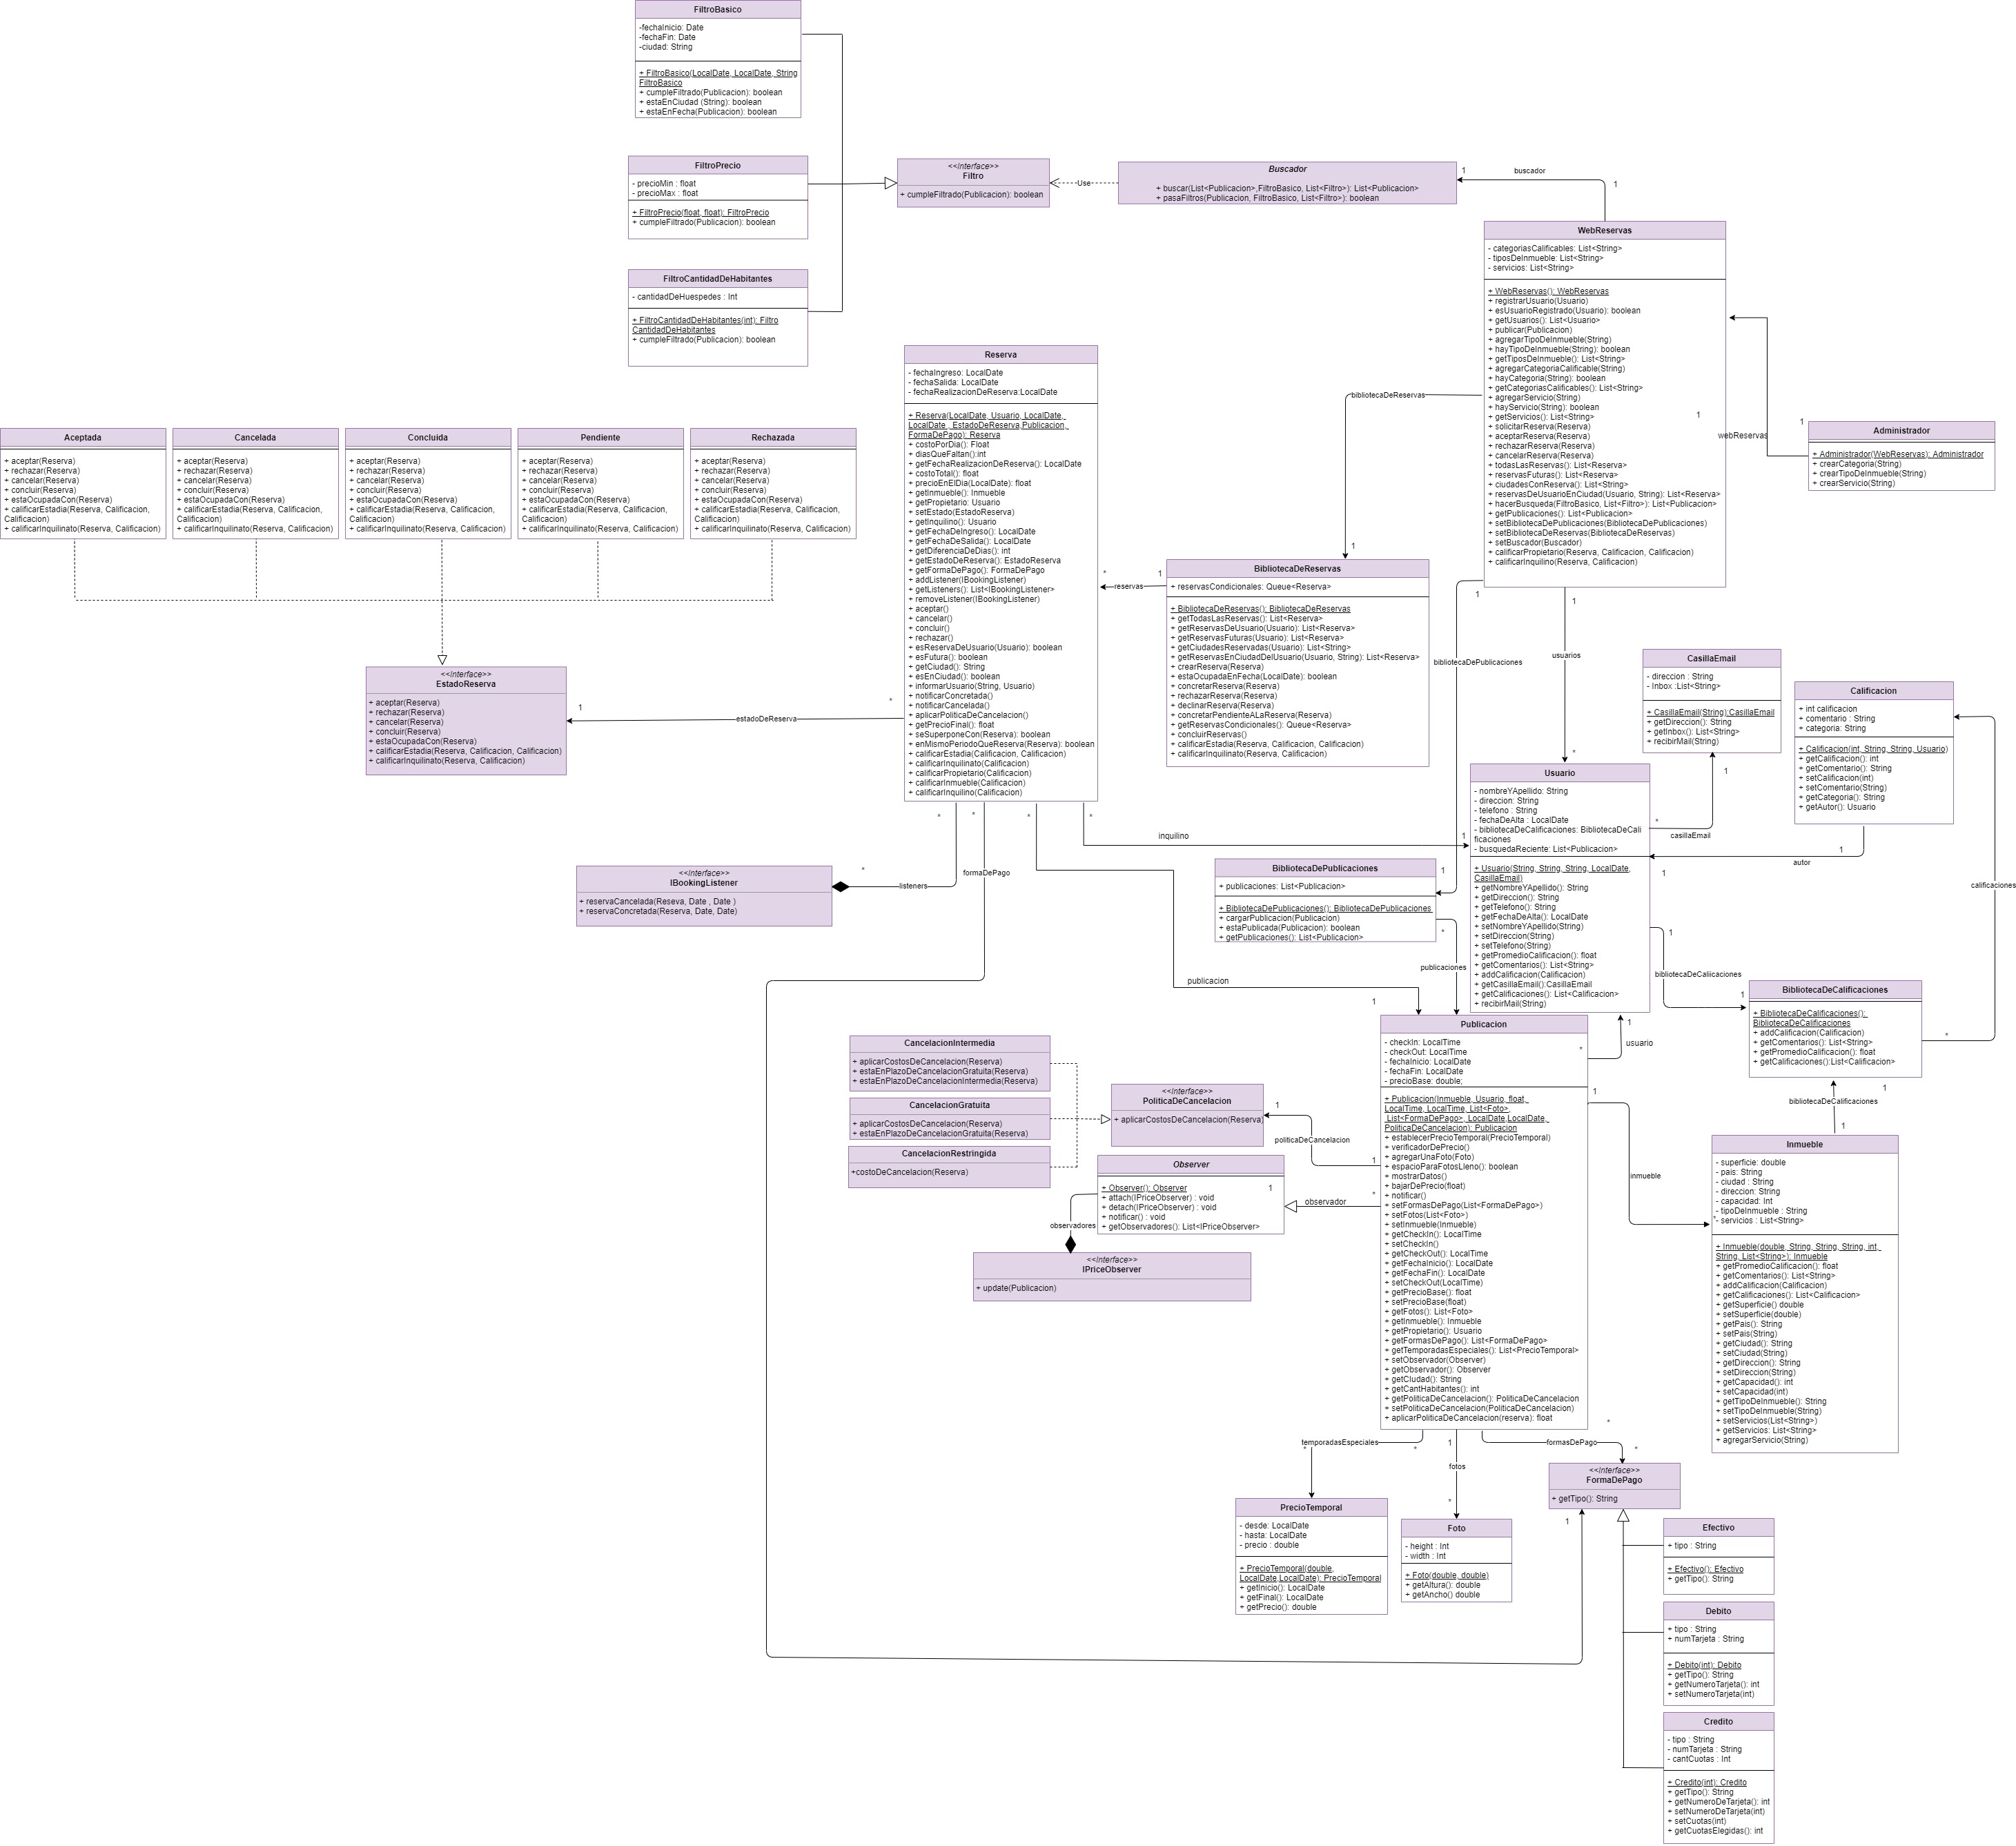 FiltroBasico
-fechaInicio: Date
-fechaFin: Date
-ciudad: String
+ FiltroBasico(LocalDate, LocalDate, String
FiltroBasico
+ cumpleFiltrado(Publicacion): boolean
+ estaEnCiudad (String): boolean
+ estaEnFecha(Publicacion): boolean
FiltroPrecio
- precioMin : float
- precioMax : float
+ FiltroPrecio(float, float): FiltroPrecio
+ cumpleFiltrado(Publicacion): boolean
FiltroCantidadDeHabitantes
- cantidadDeHuespedes : Int
+ FiltroCantidadDeHabitantes(int): Filtro
CantidadDeHabitantes
+ cumpleFiltrado(Publicacion): boolean
<<Interface>>
Filtro
+ cumpleFiltrado(Publicacion): boolean
Use
Buscador
+ buscar(List<Publicacion>,FiltroBasico, List<Filtro>): List<Publicacion>
+ pasaFiltros(Publicacion, FiltroBasico, List<Filtro>): boolean
1
buscador
1
WebReservas
- categoriasCalificables: List<String>
- tiposDeInmueble: List<String>
- servicios: List<String>
+ WebReservas(): WebReservas
+ registrarUsuario(Usuario)
+ esUsuarioRegistrado(Usuario): boolean
+ getUsuarios(): List<Usuario>
+ publicar(Publicacion)
+ agregarTipoDeInmueble(String)
+ hayTipoDeInmueble(String): boolean
+ getTiposDeInmueble(): List<String>
+ agregarCategoriaCalificable(String)
+ hayCategoria(String): boolean
+ getCategoriasCalificables(): List<String>
+ agregarServicio(String)
+ hayServicio(String): boolean
+ getServicios(): List<String>
+ solicitarReserva(Reserva)
+ aceptarReserva(Reserva)
+ rechazarReserva(Reserva)
+ cancelarReserva(Reserva)
+ todasLasReservas(): List<Reserva>
+ reservasFuturas(): List<Reserva>
+ ciudadesConReserva(): List<String>
+ reservasDeUsuarioEnCiudad(Usuario, String): List<Reserva>
+ hacerBusqueda(FiltroBasico, List<Filtro>): List<Publicacion>
+ getPublicaciones(): List<Publicacion>
+ setBibliotecaDePublicaciones(BibliotecaDePublicaciones)
+ setBibliotecaDeReservas(BibliotecaDeReservas)
+ setBuscador(Buscador)
+ calificarPropietario(Reserva, Calificacion, Calificacion)
+ calificarInquilino(Reserva, Calificacion)
1
webReservas
1
Administrador
+ Administrador(WebReservas): Administrador
+ crearCategoria(String)
+ crearTipoDeInmueble(String)
+ crearServicio(String)
Reserva
- fechaIngreso: LocalDate
- fechaSalida: LocalDate
- fechaRealizacionDeReserva:LocalDate
+ Reserva(LocalDate, Usuario, LocalDate,
LocalDate , EstadoDeReserva,Publicacion,
FormaDePago): Reserva
+ costoPorDia(): Float
+ diasQueFaltan():int
+ getFechaRealizacionDeReserva(): LocalDate
+ costoTotal(): float
+ precioEnElDia(LocalDate): float
+ getInmueble(): Inmueble
+ getPropietario: Usuario
+ setEstado(EstadoReserva)
+ getInquilino(): Usuario
+ getFechaDeIngreso(): LocalDate
+ getFechaDeSalida(): LocalDate
+ getDiferenciaDeDias(): int
+ getEstadoDeReserva(): EstadoReserva
+ getFormaDePago(): FormaDePago
+ addListener(IBookingListener)
+ getListeners(): List<IBookingListener>
+ removeListener(IBookingListener)
+ aceptar()
+ cancelar()
+ concluir()
+ rechazar()
+ esReservaDeUsuario(Usuario): boolean
+ esFutura(): boolean
+ getCiudad(): String
+ esEnCiudad(): boolean
+ informarUsuario(String, Usuario)
+ notificarConcretada()
+ notificarCancelada()
+ aplicarPoliticaDeCancelacion()
+ getPrecioFinal(): float
+ seSuperponeCon(Reserva): boolean
+ enMismoPeriodoQueReserva(Reserva): boolean
+ calificarEstadia(Calificacion, Calificacion)
+ calificarInquilinato(Calificacion)
+ calificarPropietario(Calificacion)
+ calificarInmueble(Calificacion)
+ calificarInquilino(Calificacion)
Aceptada
+ aceptar(Reserva)
+ rechazar(Reserva)
+ cancelar(Reserva)
+ concluir(Reserva)
+ estaOcupadaCon(Reserva)
+ calificarEstadia(Reserva, Calificacion,
Calificacion)
+ calificarInquilinato(Reserva, Calificacion)
Cancelada
+ aceptar(Reserva)
+ rechazar(Reserva)
+ cancelar(Reserva)
+ concluir(Reserva)
+ estaOcupadaCon(Reserva)
+ calificarEstadia(Reserva, Calificacion,
Calificacion)
+ calificarInquilinato(Reserva, Calificacion)
Concluida
+ aceptar(Reserva)
+ rechazar(Reserva)
+ cancelar(Reserva)
+ concluir(Reserva)
+ estaOcupadaCon(Reserva)
+ calificarEstadia(Reserva, Calificacion,
Calificacion)
+ calificarInquilinato(Reserva, Calificacion)
Pendiente
+ aceptar(Reserva)
+ rechazar(Reserva)
+ cancelar(Reserva)
+ concluir(Reserva)
+ estaOcupadaCon(Reserva)
+ calificarEstadia(Reserva, Calificacion,
Calificacion)
+ calificarInquilinato(Reserva, Calificacion)
Rechazada
+ aceptar(Reserva)
+ rechazar(Reserva)
+ cancelar(Reserva)
+ concluir(Reserva)
+ estaOcupadaCon(Reserva)
+ calificarEstadia(Reserva, Calificacion,
Calificacion)
+ calificarInquilinato(Reserva, Calificacion)
<<Interface>>
EstadoReserva
+ aceptar(Reserva)
+ rechazar(Reserva)
+ cancelar(Reserva)
+ concluir(Reserva)
+ estaOcupadaCon(Reserva)
+ calificarEstadia(Reserva, Calificacion, Calificacion)
+ calificarInquilinato(Reserva, Calificacion)
1
estadoDeReserva
*
bibliotecaDeReservas
1
*
reservas
1
BibliotecaDeReservas
+ reservasCondicionales: Queue<Reserva>
+ BibliotecaDeReservas(): BibliotecaDeReservas
+ getTodasLasReservas(): List<Reserva>
+ getReservasDeUsuario(Usuario): List<Reserva>
+ getReservasFuturas(Usuario): List<Reserva>
+ getCiudadesReservadas(Usuario): List<String>
+ getReservasEnCiudadDelUsuario(Usuario, String): List<Reserva>
+ crearReserva(Reserva)
+ estaOcupadaEnFecha(LocalDate): boolean
+ concretarReserva(Reserva)
+ rechazarReserva(Reserva)
+ declinarReserva(Reserva)
+ concretarPendienteALaReserva(Reserva)
+ getReservasCondicionales(): Queue<Reserva>
+ concluirReservas()
+ calificarEstadia(Reserva, Calificacion, Calificacion)
+ calificarInquilinato(Reserva, Calificacion)
1
bibliotecaDePublicaciones
1
1
usuarios
*
CasillaEmail
- direccion : String
- Inbox :List<String>
+ CasillaEmail(String):CasillaEmail
+ getDireccion(): String
+ getInbox(): List<String>
+ recibirMail(String)
Calificacion
+ int calificacion
+ comentario : String
+ categoria: String
+ Calificacion(int, String, String, Usuario)
+ getCalificacion(): int
+ getComentario(): String
+ setCalificacion(int)
+ setComentario(String)
+ getCategoria(): String
+ getAutor(): Usuario
Usuario
- nombreYApellido: String
- direccion: String
- telefono : String
- fechaDeAlta : LocalDate
- bibliotecaDeCalificaciones: BibliotecaDeCali
ficaciones
- busquedaReciente: List<Publicacion>
+ Usuario(String, String, String, LocalDate,
CasillaEmail)
+ getNombreYApellido(): String
+ getDireccion(): String
+ getTelefono(): String
+ getFechaDeAlta(): LocalDate
+ setNombreYApellido(String)
+ setDireccion(String)
+ setTelefono(String)
+ getPromedioCalificacion(): float
+ getComentarios(): List<String>
+ addCalificacion(Calificacion)
+ getCasillaEmail():CasillaEmail
+ getCalificaciones(): List<Calificacion>
+ recibirMail(String)
*
casillaEmail
1
1
autor
1
calificaciones
*
*
*
*
*
inquilino
1
<<Interface>>
IBookingListener
+ reservaCancelada(Reseva, Date , Date )
+ reservaConcretada(Reserva, Date, Date)
*
listeners
formaDePago
BibliotecaDePublicaciones
+ publicaciones: List<Publicacion>
+ BibliotecaDePublicaciones(): BibliotecaDePublicaciones
+ cargarPublicacion(Publicacion)
+ estaPublicada(Publicacion): boolean
+ getPublicaciones(): List<Publicacion>
*
publicaciones
publicacion
1
1
bibliotecaDeCaliicaciones
1
BibliotecaDeCalificaciones
+ BibliotecaDeCalificaciones():
BibliotecaDeCalificaciones
+ addCalificacion(Calificacion)
+ getComentarios(): List<String>
+ getPromedioCalificacion(): float
+ getCalificaciones():List<Calificacion>
1
bibliotecaDeCalificaciones
1
Publicacion
- checkIn: LocalTime
- checkOut: LocalTime
- fechaInicio: LocalDate
- fechaFin: LocalDate
- precioBase: double;
+ Publicacion(Inmueble, Usuario, float,
LocalTime, LocalTime, List<Foto>,
List<FormaDePago>, LocalDate,LocalDate,
PoliticaDeCancelacion): Publicacion
+ establecerPrecioTemporal(PrecioTemporal)
+ verificadorDePrecio()
+ agregarUnaFoto(Foto)
+ espacioParaFotosLleno(): boolean
+ mostrarDatos()
+ bajarDePrecio(float)
+ notificar()
+ setFormasDePago(List<FormaDePago>)
+ setFotos(List<Foto>)
+ setInmueble(Inmueble)
+ getCheckIn(): LocalTime
+ setCheckIn()
+ getCheckOut(): LocalTime
+ getFechaInicio(): LocalDate
+ getFechaFin(): LocalDate
+ setCheckOut(LocalTime)
+ getPrecioBase(): float
+ setPrecioBase(float)
+ getFotos(): List<Foto>
+ getInmueble(): Inmueble
+ getPropietario(): Usuario
+ getFormasDePago(): List<FormaDePago>
+ getTemporadasEspeciales(): List<PrecioTemporal>
+ setObservador(Observer)
+ getObservador(): Observer
+ getCIudad(): String
+ getCantHabitantes(): int
+ getPoliticaDeCancelacion(): PoliticaDeCancelacion
+ setPoliticaDeCancelacion(PoliticaDeCancelacion)
+ aplicarPoliticaDeCancelacion(reserva): float
*
usuario
1
1
inmueble
*
Inmueble
- superficie: double
- pais: String
- ciudad : String
- direccion: String
- capacidad: Int
- tipoDeInmueble : String
- servicios : List<String>
+ Inmueble(double, String, String, String, int,
String, List<String>): Inmueble
+ getPromedioCalificacion(): float
+ getComentarios(): List<String>
+ addCalificacion(Calificacion)
+ getCalificaciones(): List<Calificacion>
+ getSuperficie() double
+ setSuperficie(double)
+ getPais(): String
+ setPais(String)
+ getCiudad(): String
+ setCiudad(String)
+ getDireccion(): String
+ setDireccion(String)
+ getCapacidad(): int
+ setCapacidad(int)
+ getTipoDeInmueble(): String
+ setTipoDeInmueble(String)
+ setServicios(List<String>)
+ getServicios: List<String>
+ agregarServicio(String)
CancelacionIntermedia
+ aplicarCostosDeCancelacion(Reserva)
+ estaEnPlazoDeCancelacionGratuita(Reserva)
+ estaEnPlazoDeCancelacionIntermedia(Reserva)
CancelacionGratuita
+ aplicarCostosDeCancelacion(Reserva)
+ estaEnPlazoDeCancelacionGratuita(Reserva)
CancelacionRestringida
+costoDeCancelacion(Reserva)
<<Interface>>
PoliticaDeCancelacion
+ aplicarCostosDeCancelacion(Reserva)
1
politicaDeCancelacion
1
Observer
+ Observer(): Observer
+ attach(IPriceObserver) : void
+ detach(IPriceObserver) : void
+ notificar() : void
+ getObservadores(): List<IPriceObserver>
1
observador
*
observadores
<<Interface>>
IPriceObserver
+ update(Publicacion)
temporadasEspeciales
*
*
1
fotos
*
formasDePago
*
*
PrecioTemporal
- desde: LocalDate
- hasta: LocalDate
- precio : double
+ PrecioTemporal(double,
LocalDate,LocalDate): PrecioTemporal
+ getInicio(): LocalDate
+ getFinal(): LocalDate
+ getPrecio(): double
Foto
- height : Int
- width : Int
+ Foto(double, double)
+ getAltura(): double
+ getAncho() double
<<Interface>>
FormaDePago
+ getTipo(): String
1
Efectivo
+ tipo : String
+ Efectivo(): Efectivo
+ getTipo(): String
Debito
+ tipo : String
+ numTarjeta : String
+ Debito(int): Debito
+ getTipo(): String
+ getNumeroTarjeta(): int
+ setNumeroTarjeta(int)
Credito
- tipo : String
- numTarjeta : String
- cantCuotas : Int
+ Credito(int): Credito
+ getTipo(): String
+ getNumeroDeTarjeta(): int
+ setNumeroDeTarjeta(int)
+ setCuotas(int)
+ getCuotasElegidas(): int